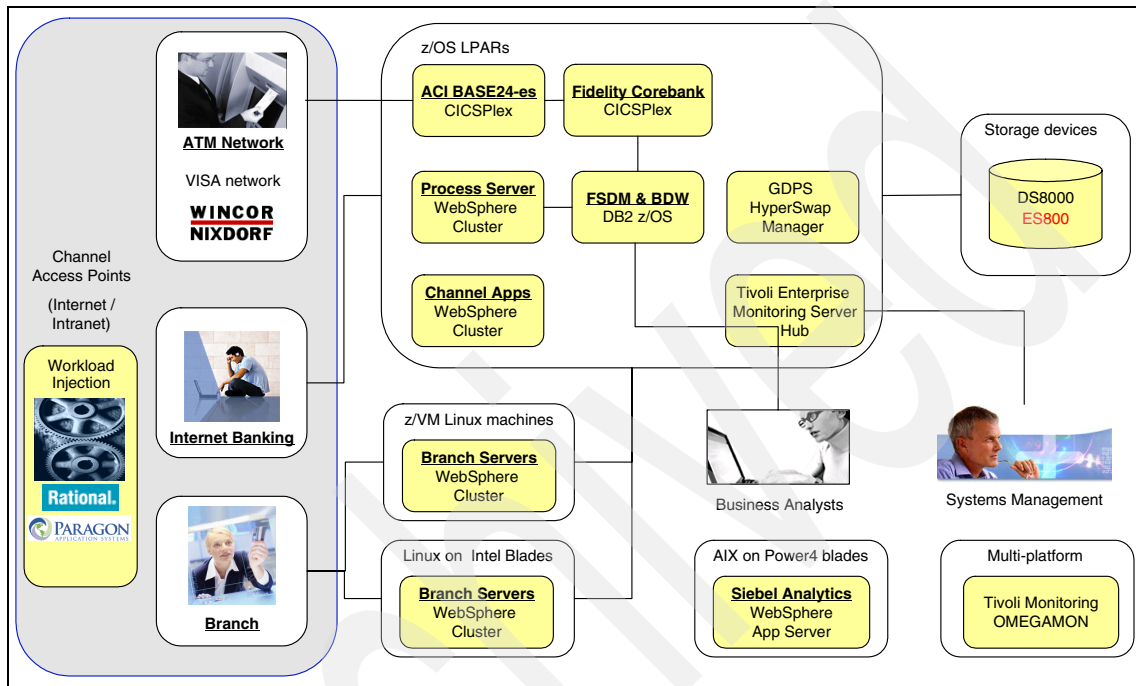 z/OS LPARs
ACI BASE24-es
CICSPlex
Fidelity Corebank
CICSPlex
ATM Network
VISA network
WINCOR
NIXDORF
Process Server
WebSphere
Cluster
FSDM & BDW
DB2 z/OS
GDPS
HyperSwap
Manager
Storage devices
DS8000
ES800
Channel
Access Points
(Internet /
Intranet)
Channel Apps
WebSphere
Cluster
Tivoli Enterprise
Monitoring Server
Hub
Workload
Injection
Rational.
PARAGON
APPLICATION SYSTEMS
Internet Banking
z/VM Linux machines
Branch Servers
WebSphere
Cluster
Business Analysts
Systems Management
Branch
Linux on Intel Blades
Branch Servers
WebSphere
Cluster
AIX on Power4 blades
Siebel Analytics
WebSphere
App Server
Multi-platform
Tivoli Monitoring
OMEGAMON